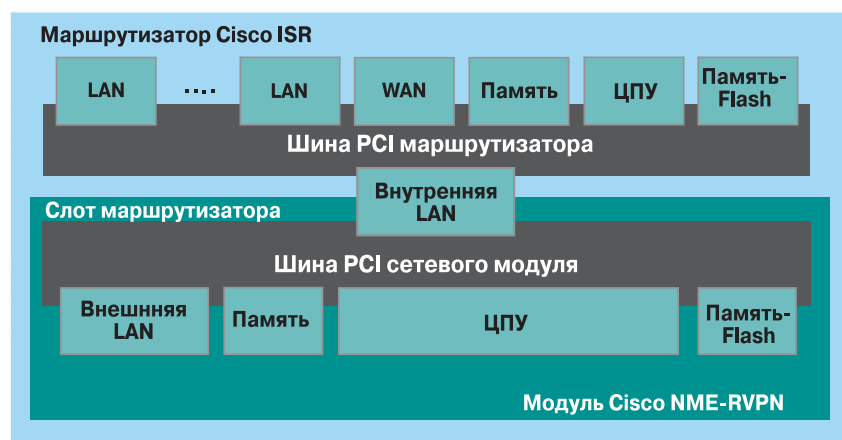 Маршрутизатор Cisco ISR
LAN
....
LAN
WAN
Память
ЦПУ
Память-
Flash
Шина PCI маршрутизатора
Внутренняя
LAN
Слот маршрутизатора
Шина PCI сетевого модуля
Внешнняя
LAN
Память
ЦПУ
Память-
Flash
Модуль Cisco NME-RVPN